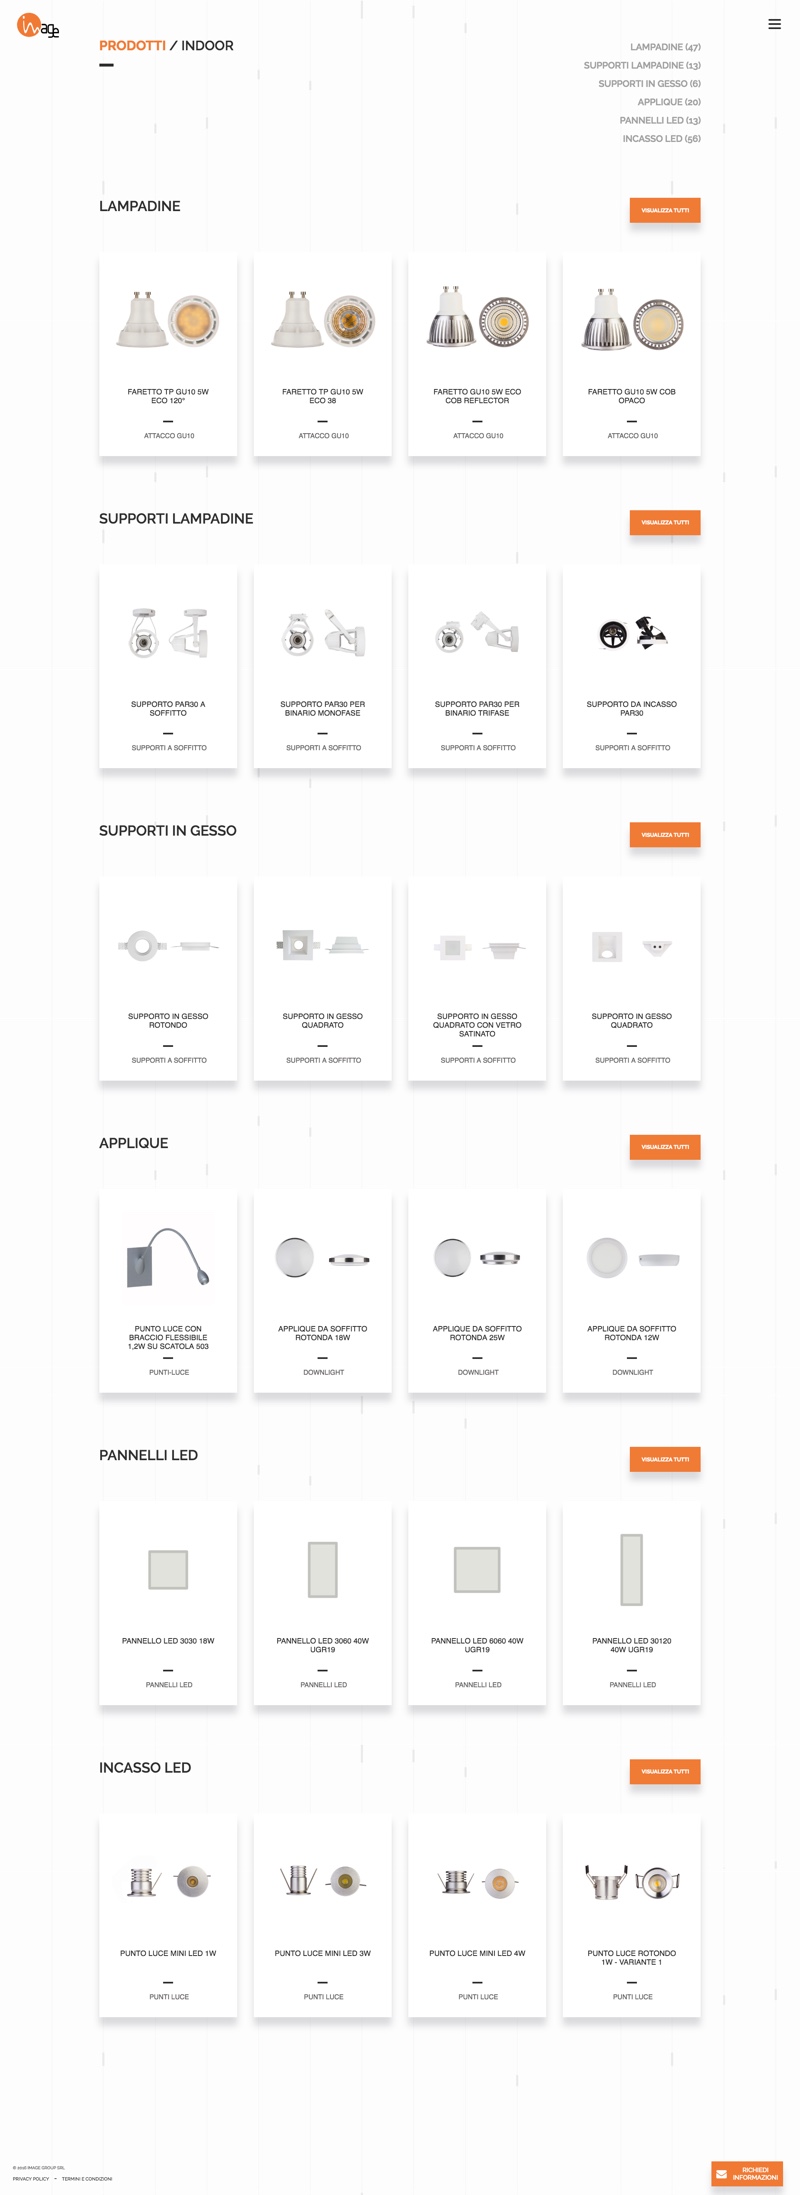 image
PRODOTTI / INDOOR
LAMPADINE (47)
SUPPORTI LAMPADINE (13)
SUPPORTI IN GESSO (6)
APPLIQUE (20)
PANNELLI LED (13)
INCASSO LED (56)
LAMPADINE
VISUALIZZA TUTTI
FARETTO TP GU10 5W
ECO 120°
ATTACCO GU10
FARETTO TP GU10 5W
ECO 38
ATTACCO GU10
FARETTO GU10 5W ECO
COB REFLECTOR
ATTACCO GU10
FARETTO GU10 5W COB
OPACO
ATTACCO GU10
SUPPORTI LAMPADINE
VISUALIZZA TUTTI
SUPPORTO PAR30 A
SOFFITTO
SUPPORTI A SOFFITTO
SUPPORTO PAR30 PER
BINARIO MONOFASE
SUPPORTI A SOFFITTO
SUPPORTO PAR30 PER
BINARIO TRIFASE
SUPPORTI A SOFFITTO
SUPPORTO DA INCASSO
PAR30
SUPPORTI A SOFFITTO
SUPPORTI IN GESSO
VISUALIZZA TUTTI
SUPPORTO IN GESSO
ROTONDO
SUPPORTI A SOFFITTO
SUPPORTO IN GESSO
QUADRATO
SUPPORTI A SOFFITTO
SUPPORTO IN GESSO
QUADRATO CON VETRO
SATINATO
SUPPORTI A SOFFITTO
SUPPORTO IN GESSO
QUADRATO
SUPPORTI A SOFFITTO
APPLIQUE
VISUALIZZA TUTTI
PUNTO LUCE CON
BRACCIO FLESSIBILE
1,2W SU SCATOLA 503
PUNTI-LUCE
APPLIQUE DA SOFFITTO
ROTONDA 18W
DOWNLIGHT
APPLIQUE DA SOFFITTO
ROTONDA 25W
DOWNLIGHT
APPLIQUE DA SOFFITTO
ROTONDA 12W
DOWNLIGHT
PANNELLI LED
VISUALIZZA TUTTI
PANNELLO LED 3030 18W
PANNELLI LED
PANNELLO LED 3060 40W
UGR19
PANNELLI LED
PANNELLO LED 6060 40W
UGR19
PANNELLI LED
PANNELLO LED 30120
40W UGR19
PANNELLI LED
INCASSO LED
VISUALIZZA TUTTI
PUNTO LUCE MINI LED 1W
PUNTI LUCE
PUNTO LUCE MINI LED 3W
PUNTI LUCE
PUNTO LUCE MINI LED 4W
PUNTI LUCE
PUNTO LUCE ROTONDO
1W - VARIANTE 1
PUNTI LUCE
© 2018 IMAGE GROUP SRL
PRIVACY POLICY - TERMINI E CONDIZIONI
RICHIEDI
INFORMAZIONI